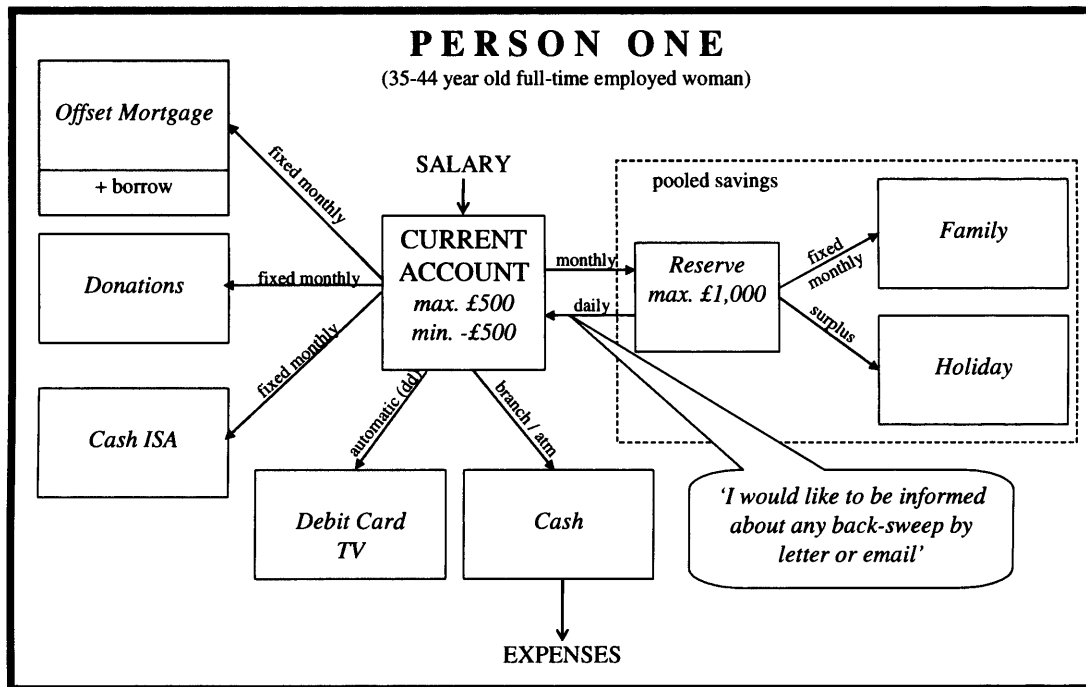 PERSON ONE
(35-44 year old full-time employed woman)
Offset Mortgage
+ borrow
fixed monthly
SALARY
pooled savings
CURRENT
ACCOUNT
max. £500
min. -£500
monthly
daily
Reserve
max. £1,000
fixed
monthly
Family
surplus
Holiday
Donations
fixed monthly
fixed monthly
Cash ISA
automatic (dd)
branch / atm
Debit Card
TV
Cash
'I would like to be informed
about any back-sweep by
letter or email'
EXPENSES